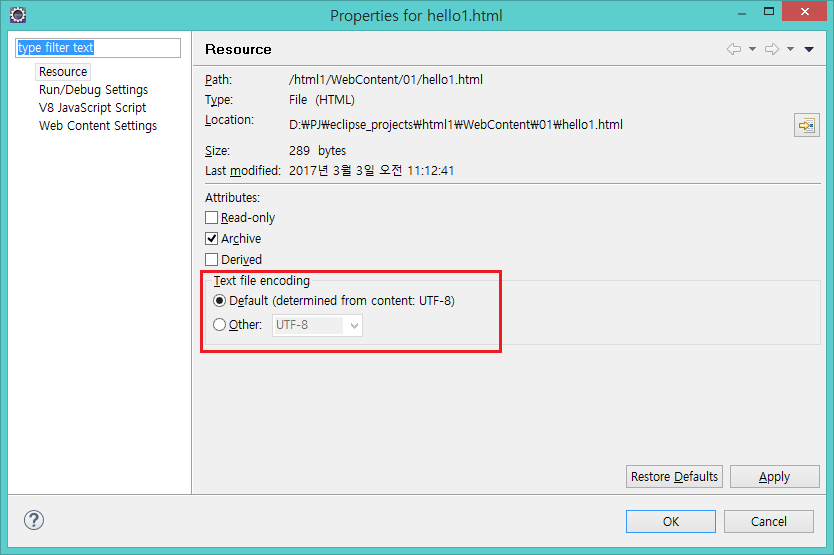 Properties for hello1.html
type filter text
Resource
Run/Debug Settings
V8 JavaScript Script
Web Content Settings
Resource
Path: /html1/WebContent/01/hello1.html
Type: File (HTML)
Location: D:₩PJ₩eclipse_projects₩html1₩WebContent₩01₩hello1.html
Size: 289 bytes
Last modified: 2017년 3월 3일 오전 11:12:41
Attributes:
Read-only
Archive
Derived
Text file encoding
Default (determined from content: UTF-8)
Other: UTF-8
Restore Defaults Apply
? OK Cancel